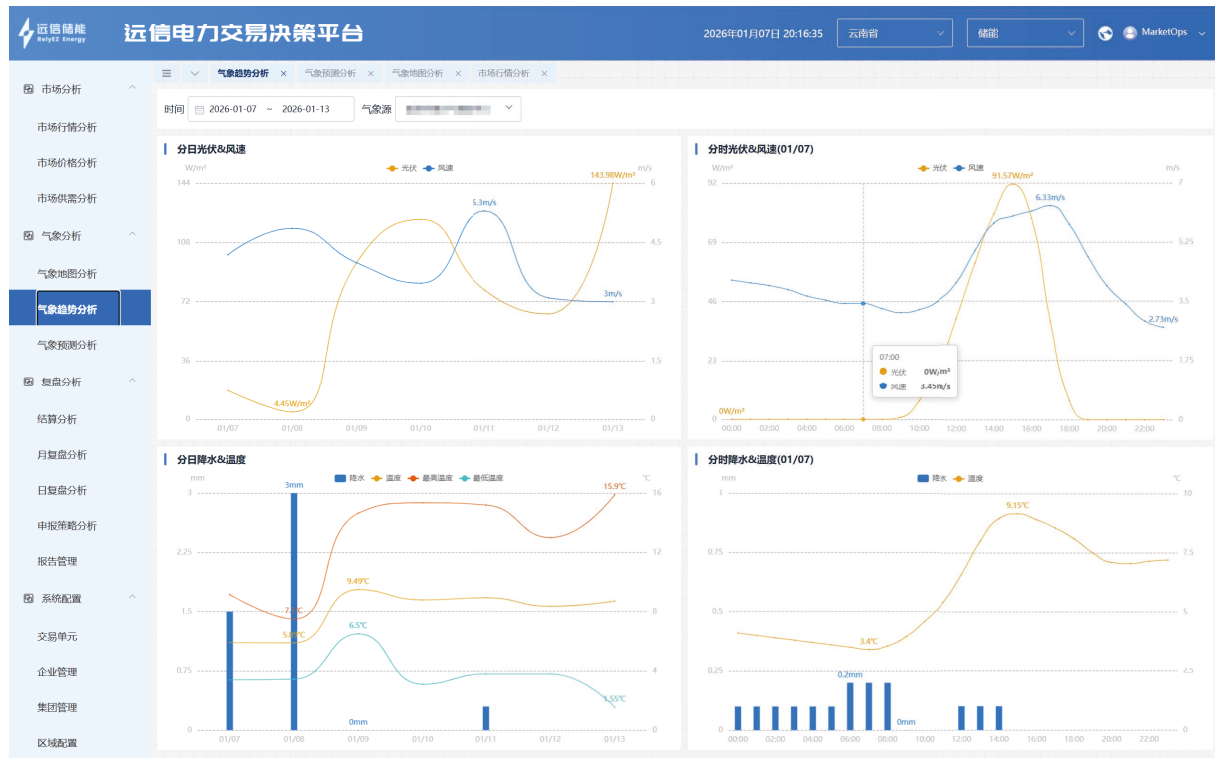 远信储能
RelyEZ Energy
远信电力交易决策平台
2026年01月07日 20:16:35
云南省
储能
MarketOps
气象趋势分析 ×
气象预测分析 ×
气象地图分析 ×
市场行情分析 ×
市场分析
市场行情分析
市场价格分析
市场供需分析
气象分析
气象地图分析
气象趋势分析
气象预测分析
复盘分析
结算分析
月复盘分析
日复盘分析
申报策略分析
报告管理
系统配置
交易单元
企业管理
集团管理
区域配置
时间 2026-01-07 ~ 2026-01-13 气象源
分日光伏&风速
W/m² 光伏 风速 m/s
143.98W/m²
144 6
5.3m/s
108 4.5
3m/s
72 3
36 1.5
4.45W/m²
0 0
01/07 01/08 01/09 01/10 01/11 01/12 01/13
分时光伏&风速(01/07)
W/m² 光伏 风速 m/s
91.57W/m²
92 7
6.33m/s
69 5.25
46 3.5
2.73m/s
07:00
光伏 0W/m²
风速 3.45m/s
23 1.75
0W/m²
0 0
00:00 02:00 04:00 06:00 08:00 10:00 12:00 14:00 16:00 18:00 20:00 22:00
分日降水&温度
mm 降水 温度 最高温度 最低温度 ℃
3mm 15.9℃
3 16
2.25 12
9.49℃
1.5 8
6.5℃
0.75 4
1.55℃
0mm
0 0
01/07 01/08 01/09 01/10 01/11 01/12 01/13
分时降水&温度(01/07)
mm 降水 温度 ℃
1 10
9.15℃
0.75 7.5
0.5 5
3.4℃
0.25 2.5
0.2mm
0mm
0 0
00:00 02:00 04:00 06:00 08:00 10:00 12:00 14:00 16:00 18:00 20:00 22:00